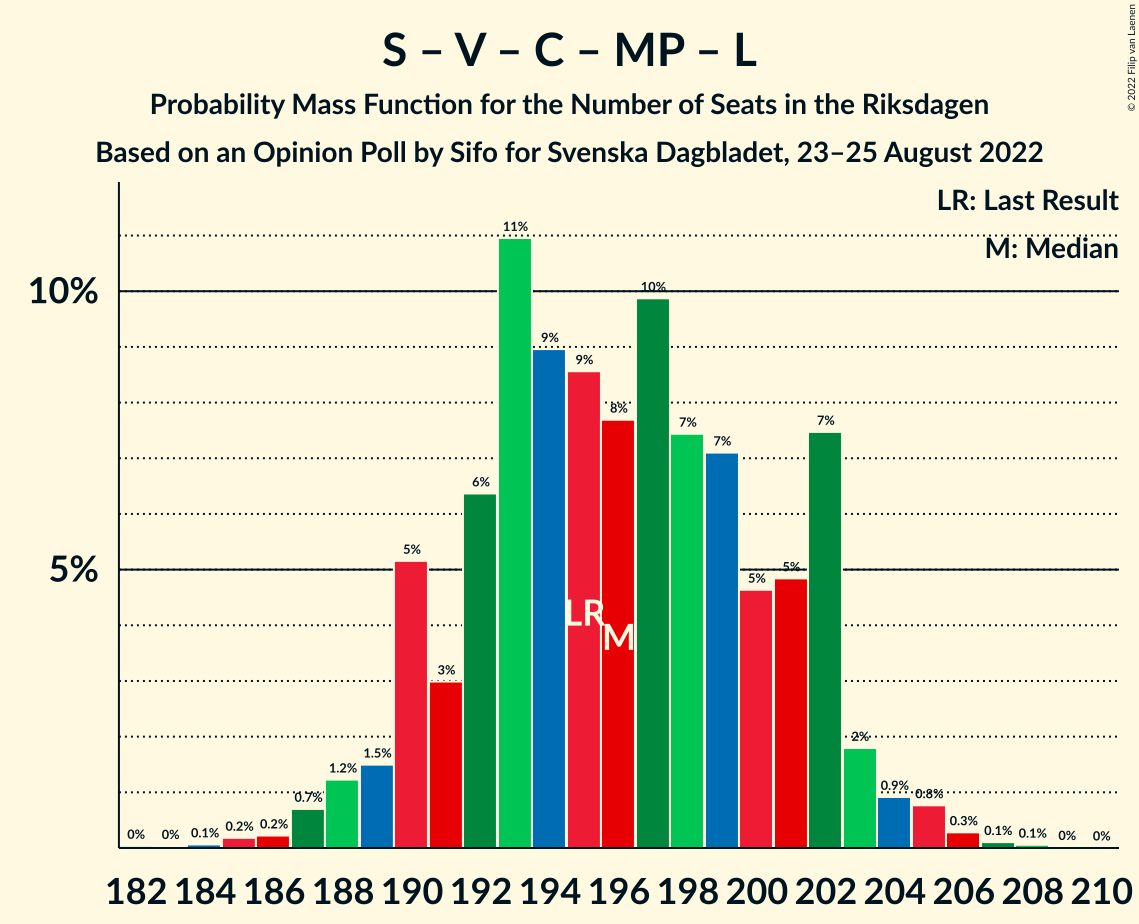 S – V – C – MP – L
Probability Mass Function for the Number of Seats in the Riksdagen
Based on an Opinion Poll by Sifo for Svenska Dagbladet, 23–25 August 2022
© 2022 Filip van Laenen
LR: Last Result
M: Median
10%
5%
0% 0% 0.1% 0.2% 0.2% 0.7% 1.2% 1.5% 5% 3% 6% 11% 9% 9% 8% 10% 7% 7% 5% 5% 7% 2% 0.9% 0.8% 0.3% 0.1% 0.1% 0% 0%
LR
M
182 184 186 188 190 192 194 196 198 200 202 204 206 208 210